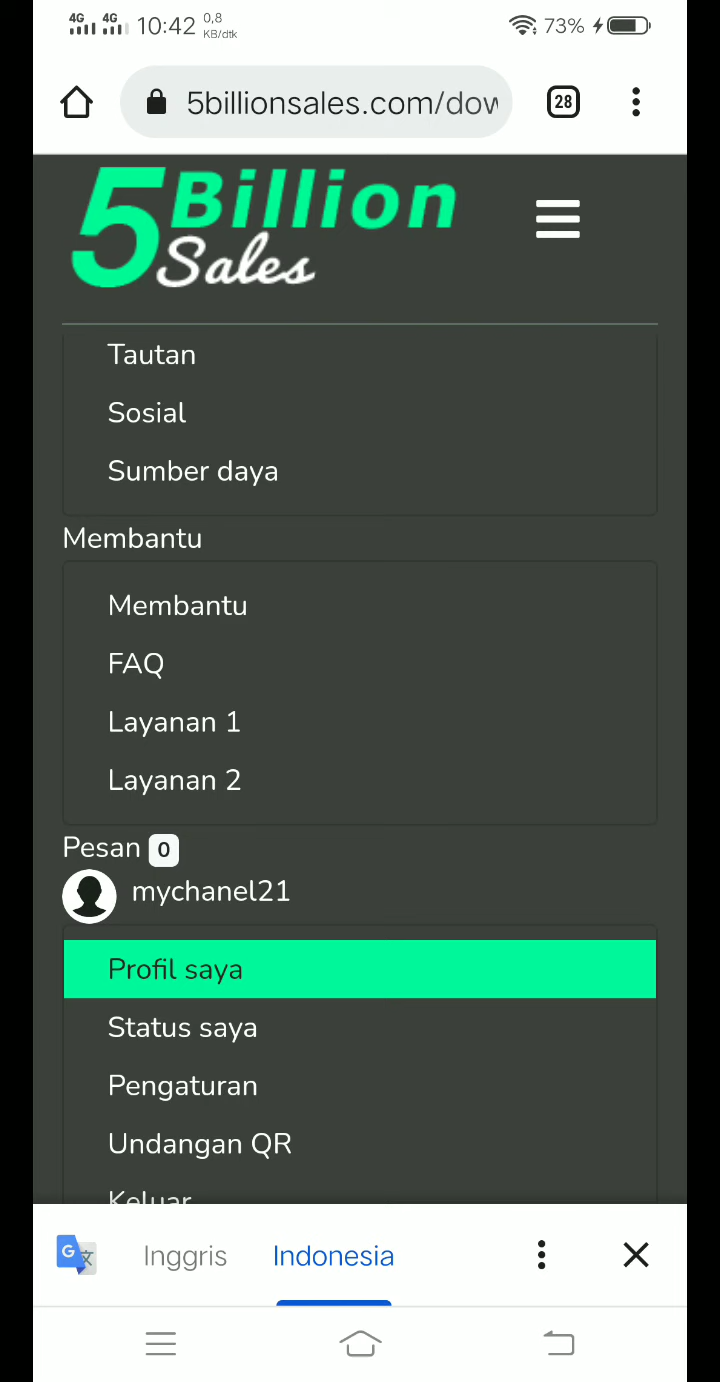 4G 4G 10:42 0,8 KB/dtk 73%
5billionsales.com/dow 28
5Billion
Sales
Tautan
Sosial
Sumber daya
Membantu
Membantu
FAQ
Layanan 1
Layanan 2
Pesan 0
mychanel21
Profil saya
Status saya
Pengaturan
Undangan QR
Keluar
G 文 Inggris Indonesia